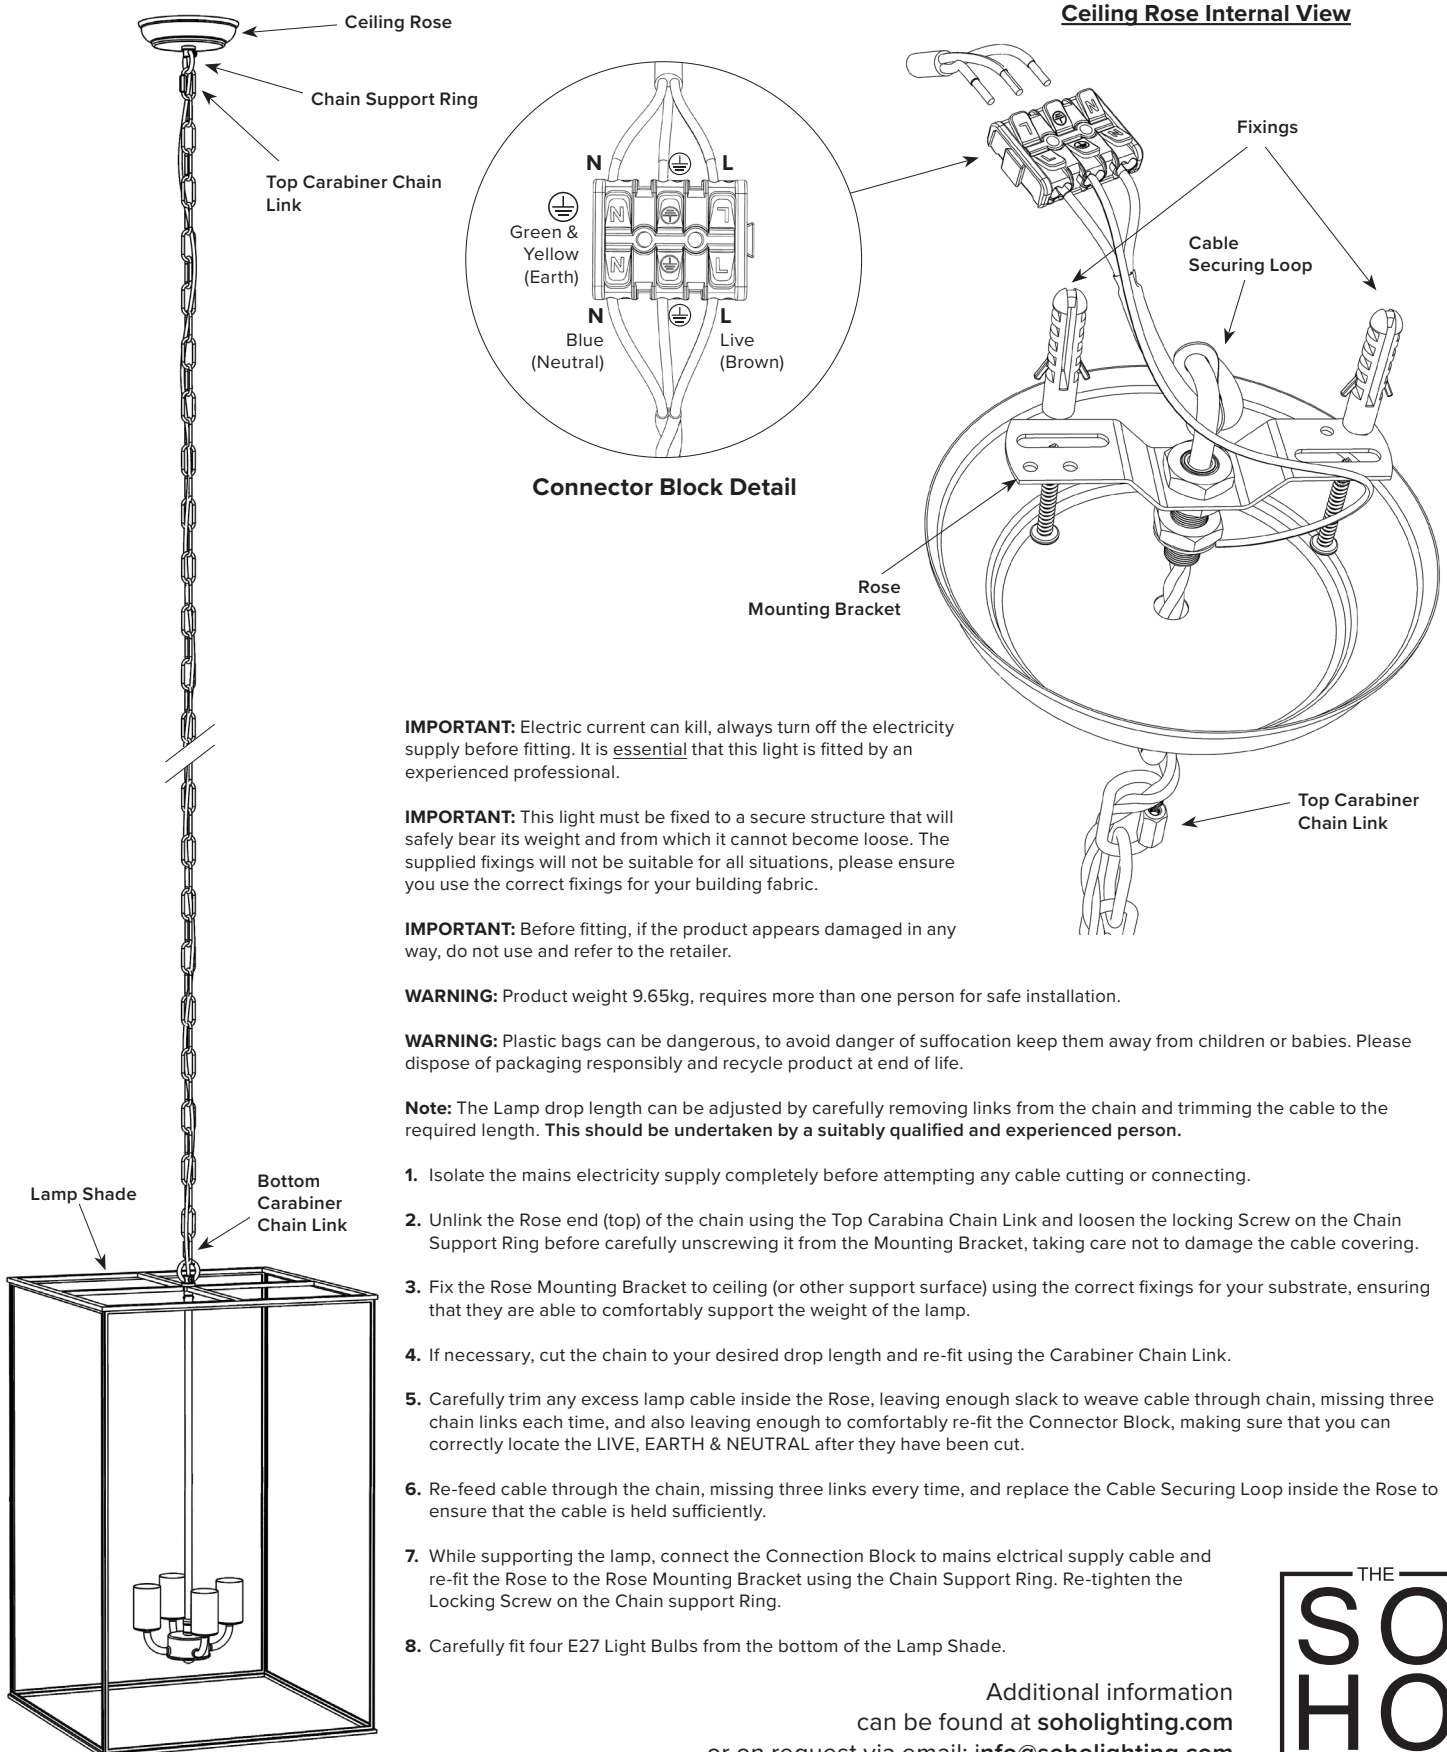 Ceiling Rose Internal View
Ceiling Rose
Chain Support Ring
Top Carabiner Chain
Link
N
L
Green &
Yellow
(Earth)
N
N
L
N
L
N
L
Blue
(Neutral)
Live
(Brown)
Connector Block Detail
L
N
L
N
Fixings
Cable
Securing Loop
Rose
Mounting Bracket
Top Carabiner
Chain Link
IMPORTANT: Electric current can kill, always turn off the electricity
supply before fitting. It is essential that this light is fitted by an
experienced professional.
IMPORTANT: This light must be fixed to a secure structure that will
safely bear its weight and from which it cannot become loose. The
supplied fixings will not be suitable for all situations, please ensure
you use the correct fixings for your building fabric.
IMPORTANT: Before fitting, if the product appears damaged in any
way, do not use and refer to the retailer.
WARNING: Product weight 9.65kg, requires more than one person for safe installation.
WARNING: Plastic bags can be dangerous, to avoid danger of suffocation keep them away from children or babies. Please
dispose of packaging responsibly and recycle product at end of life.
Note: The Lamp drop length can be adjusted by carefully removing links from the chain and trimming the cable to the
required length. This should be undertaken by a suitably qualified and experienced person.
Lamp Shade
Bottom
Carabiner
Chain Link
1. Isolate the mains electricity supply completely before attempting any cable cutting or connecting.
2. Unlink the Rose end (top) of the chain using the Top Carabina Chain Link and loosen the locking Screw on the Chain
Support Ring before carefully unscrewing it from the Mounting Bracket, taking care not to damage the cable covering.
3. Fix the Rose Mounting Bracket to ceiling (or other support surface) using the correct fixings for your substrate, ensuring
that they are able to comfortably support the weight of the lamp.
4. If necessary, cut the chain to your desired drop length and re-fit using the Carabiner Chain Link.
5. Carefully trim any excess lamp cable inside the Rose, leaving enough slack to weave cable through chain, missing three
chain links each time, and also leaving enough to comfortably re-fit the Connector Block, making sure that you can
correctly locate the LIVE, EARTH & NEUTRAL after they have been cut.
6. Re-feed cable through the chain, missing three links every time, and replace the Cable Securing Loop inside the Rose to
ensure that the cable is held sufficiently.
7. While supporting the lamp, connect the Connection Block to mains elctrical supply cable and
re-fit the Rose to the Rose Mounting Bracket using the Chain Support Ring. Re-tighten the
Locking Screw on the Chain support Ring.
8. Carefully fit four E27 Light Bulbs from the bottom of the Lamp Shade.
Additional information
can be found at soholighting.com
or on request via email: info@soholighting.com
THE
SO
HO